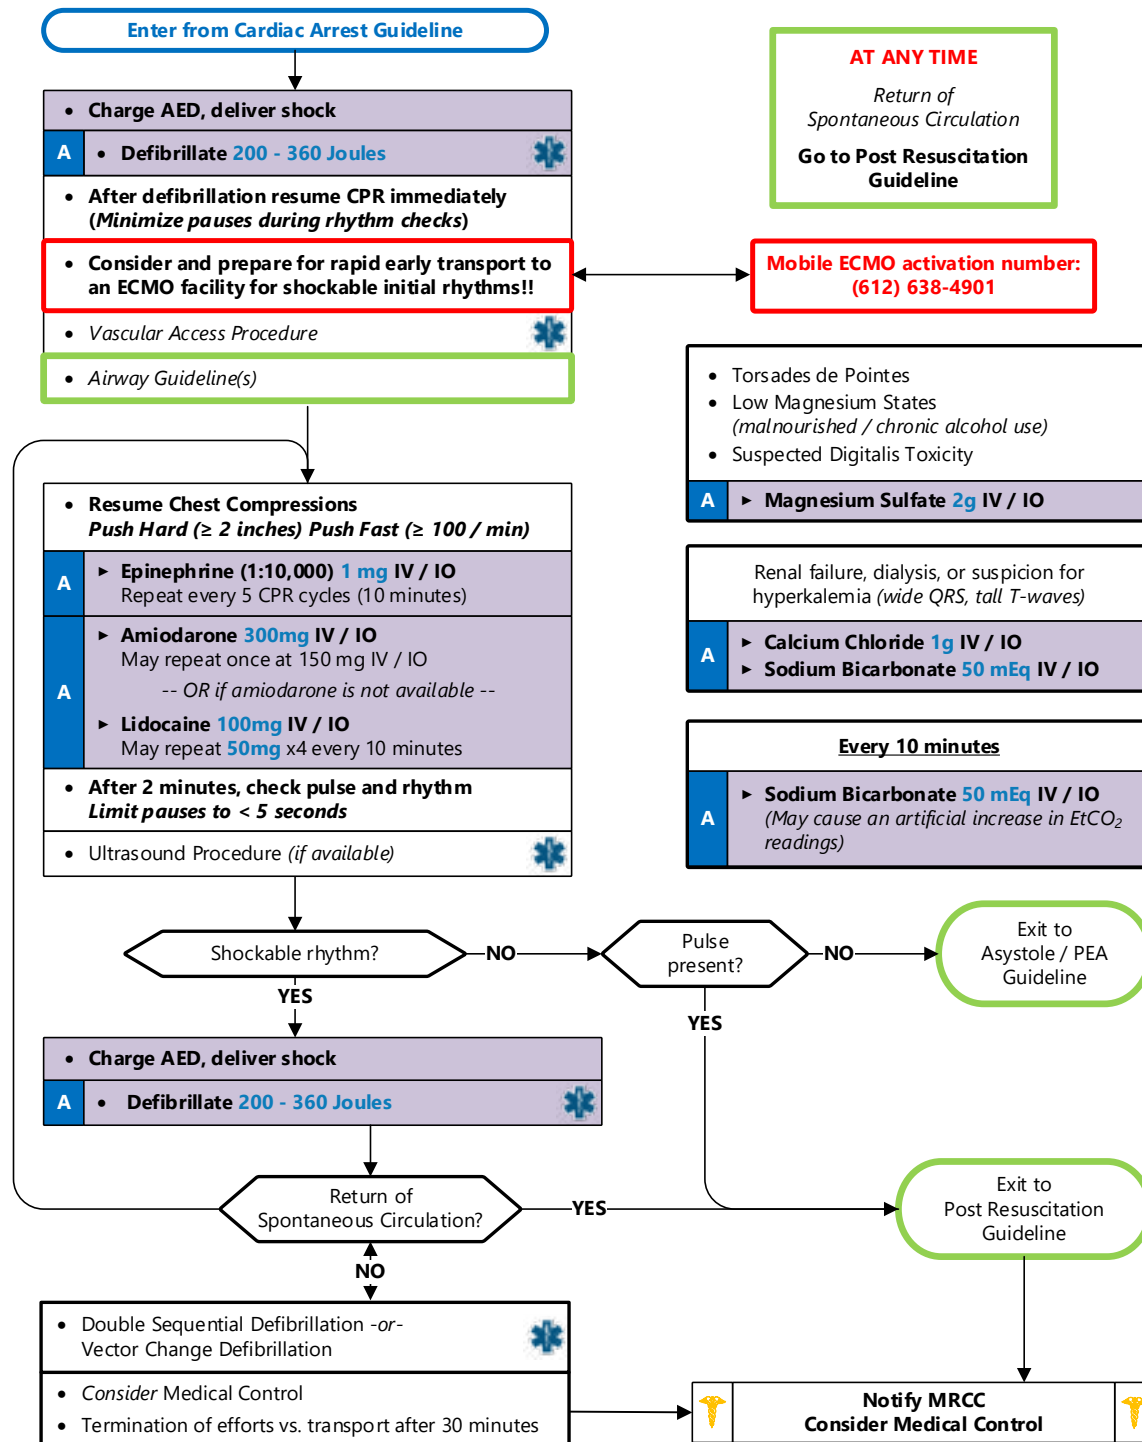 Enter from Cardiac Arrest Guideline
• Charge AED, deliver shock
A
• Defibrillate 200 - 360 Joules
• After defibrillation resume CPR immediately
(Minimize pauses during rhythm checks)
• Consider and prepare for rapid early transport to
an ECMO facility for shockable initial rhythms!!
• Vascular Access Procedure
• Airway Guideline(s)
AT ANY TIME
Return of
Spontaneous Circulation
Go to Post Resuscitation
Guideline
Mobile ECMO activation number:
(612) 638-4901
• Torsades de Pointes
• Low Magnesium States
(malnourished / chronic alcohol use)
• Suspected Digitalis Toxicity
A
► Magnesium Sulfate 2g IV / IO
Renal failure, dialysis, or suspicion for
hyperkalemia (wide QRS, tall T-waves)
A
► Calcium Chloride 1g IV / IO
► Sodium Bicarbonate 50 mEq IV / IO
Every 10 minutes
A
► Sodium Bicarbonate 50 mEq IV / IO
(May cause an artificial increase in EtCO2
readings)
• Resume Chest Compressions
Push Hard (≥ 2 inches) Push Fast (≥ 100 / min)
A
► Epinephrine (1:10,000) 1 mg IV / IO
Repeat every 5 CPR cycles (10 minutes)
A
► Amiodarone 300mg IV / IO
May repeat once at 150 mg IV / IO
-- OR if amiodarone is not available --
► Lidocaine 100mg IV / IO
May repeat 50mg x4 every 10 minutes
• After 2 minutes, check pulse and rhythm
Limit pauses to < 5 seconds
• Ultrasound Procedure (if available)
Shockable rhythm?
NO
Pulse
present?
NO
Exit to
Asystole / PEA
Guideline
YES
YES
• Charge AED, deliver shock
A
• Defibrillate 200 - 360 Joules
Return of
Spontaneous Circulation?
YES
Exit to
Post Resuscitation
Guideline
NO
• Double Sequential Defibrillation -or-
Vector Change Defibrillation
• Consider Medical Control
• Termination of efforts vs. transport after 30 minutes
Notify MRCC
Consider Medical Control